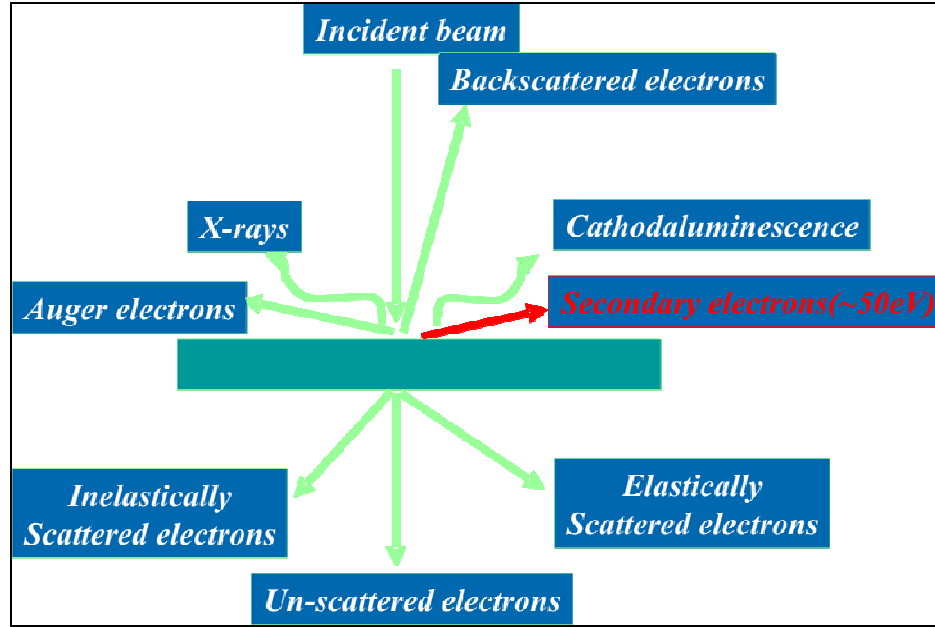 Incident beam
Backscattered electrons
X-rays
Cathodaluminescence
Auger electrons
Secondary electrons(~50eV)
Inelastically
Scattered electrons
Elastically
Scattered electrons
Un-scattered electrons